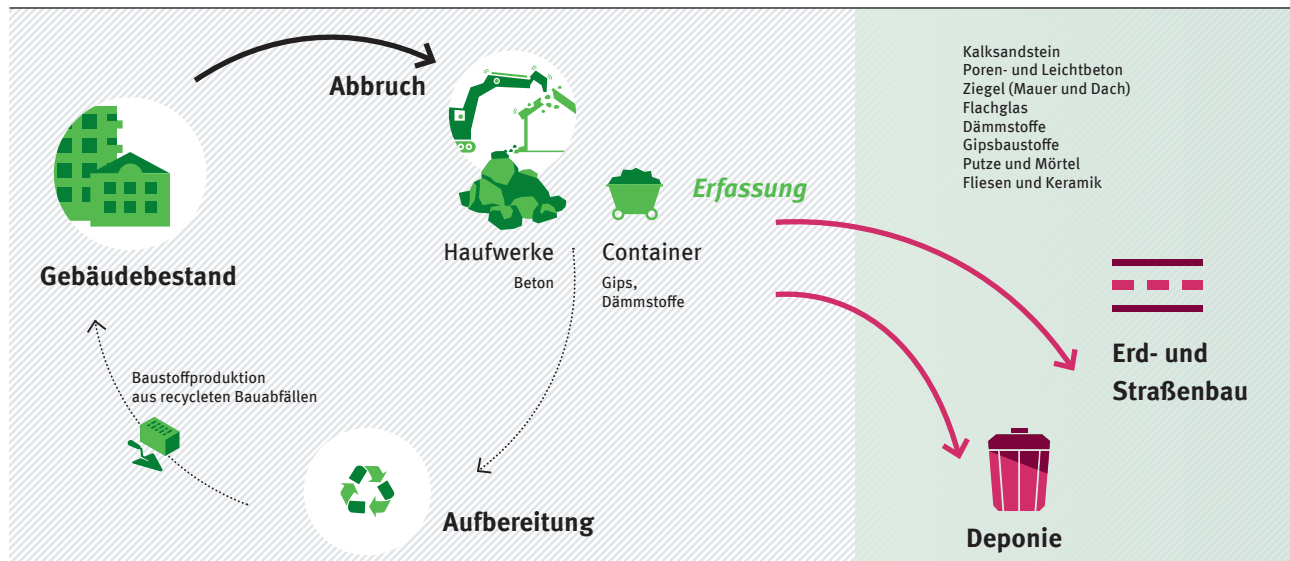 Kalksandstein
Poren- und Leichtbeton
Ziegel (Mauer und Dach)
Flachglas
Dämmstoffe
Gipsbaustoffe
Putze und Mörtel
Fliesen und Keramik
Abbruch
Erfassung
Gebäudebestand
Haufwerke
Beton
Container
Gips,
Dämmstoffe
Erd- und
Straßenbau
Baustoffproduktion
aus recycleten Bauabfällen
Aufbereitung
Deponie